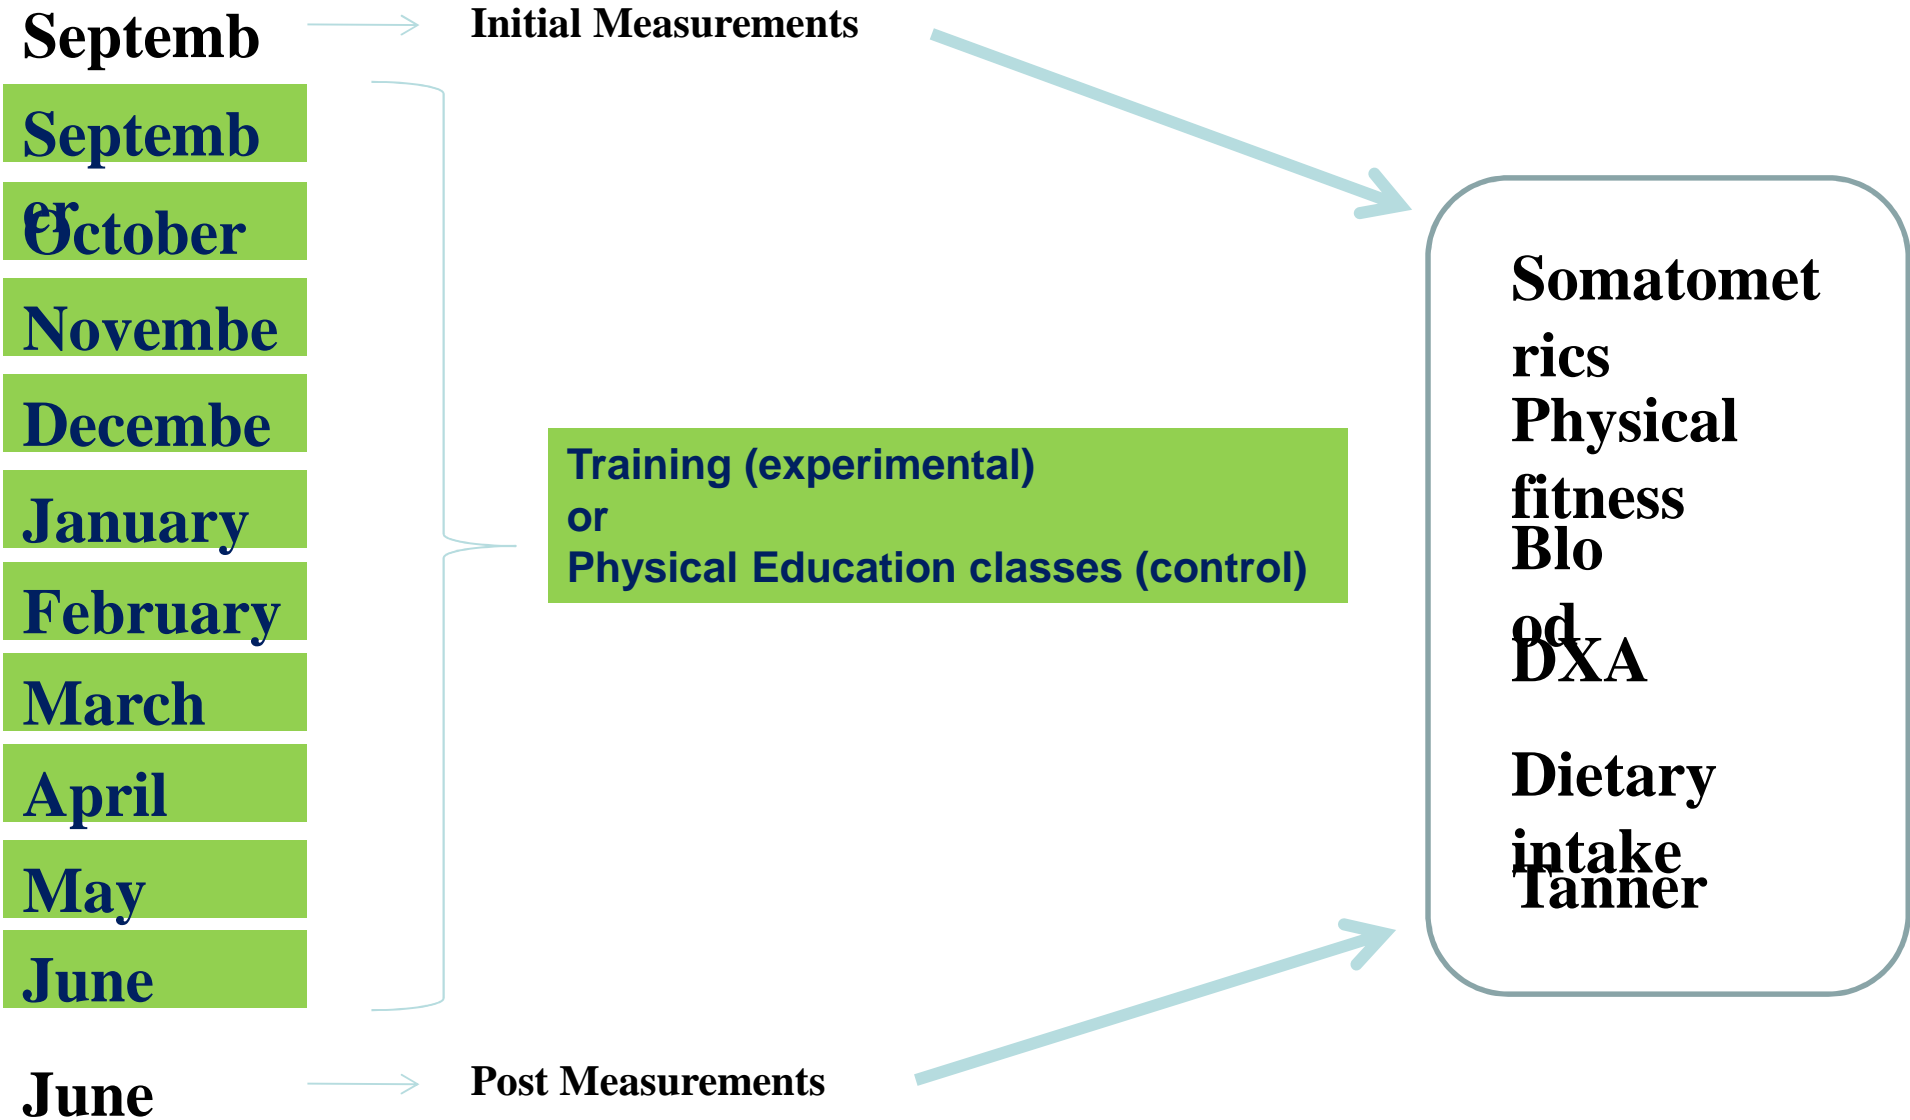 Septemb
Initial Measurements
Septemb
er
October
Novembe
Decembe
January
February
March
April
May
June
June
Training (experimental)
or
Physical Education classes (control)
Post Measurements
Somatomet
rics
Physical
fitness
Blo
od
DXA
Dietary
intake
Tanner